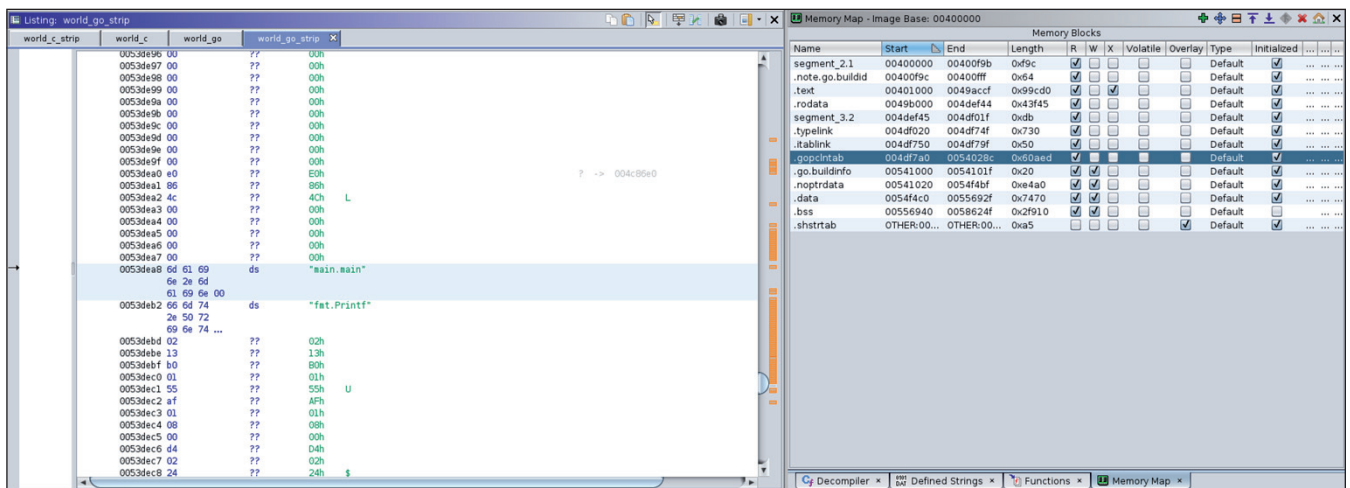 Listing: world_go_strip
world_c_strip world_c world_go world_go_strip
0053de96 00 ?? 00h
0053de97 00 ?? 00h
0053de98 00 ?? 00h
0053de99 00 ?? 00h
0053de9a 00 ?? 00h
0053de9b 00 ?? 00h
0053de9c 00 ?? 00h
0053de9d 00 ?? 00h
0053de9e 00 ?? 00h
0053de9f 00 ?? 00h
0053dea0 e0 ?? E0h ? -> 004c86e0
0053dea1 86 ?? 86h
0053dea2 4c ?? 4Ch L
0053dea3 00 ?? 00h
0053dea4 00 ?? 00h
0053dea5 00 ?? 00h
0053dea6 00 ?? 00h
0053dea7 00 ?? 00h
0053dea8 6d 61 69 ds "main.main"
6e 2e 6d
61 69 6e 00
0053deb2 66 6d 74 ds "fmt.Printf"
2e 50 72
69 6e 74 ...
0053debd 02 ?? 02h
0053debe 13 ?? 13h
0053debf b0 ?? B0h
0053dec0 01 ?? 01h
0053dec1 55 ?? 55h U
0053dec2 af ?? AFh
0053dec3 01 ?? 01h
0053dec4 08 ?? 08h
0053dec5 00 ?? 00h
0053dec6 d4 ?? D4h
0053dec7 02 ?? 02h
0053dec8 24 ?? 24h $
Memory Map - Image Base: 00400000
Memory Blocks
Name Start End Length R W X Volatile Overlay Type Initialized ... ... ..
segment_2.1 00400000 00400f9b 0xf9c Default ... ...
.note.go.buildid 00400f9c 00400fff 0x64 Default ... ...
.text 00401000 0049accf 0x99cd0 Default ... ...
.rodata 0049b000 004def44 0x43f45 Default ... ...
segment_3.2 004def45 004df01f 0xdb Default ... ...
.typelink 004df020 004df74f 0x730 Default ... ...
.itablink 004df750 004df79f 0x50 Default ... ...
.gopclntab 004df7a0 0054028c 0x60aed Default ... ...
.go.buildinfo 00541000 0054101f 0x20 Default ... ...
.noptrdata 00541020 0054f4bf 0xe4a0 Default ... ...
.data 0054f4c0 0055692f 0x7470 Default ... ...
.bss 00556940 0058624f 0x2f910 Default ... ...
.shstrtab OTHER:00... OTHER:00... 0xa5 Default ... ...
Decompiler Defined Strings Functions Memory Map